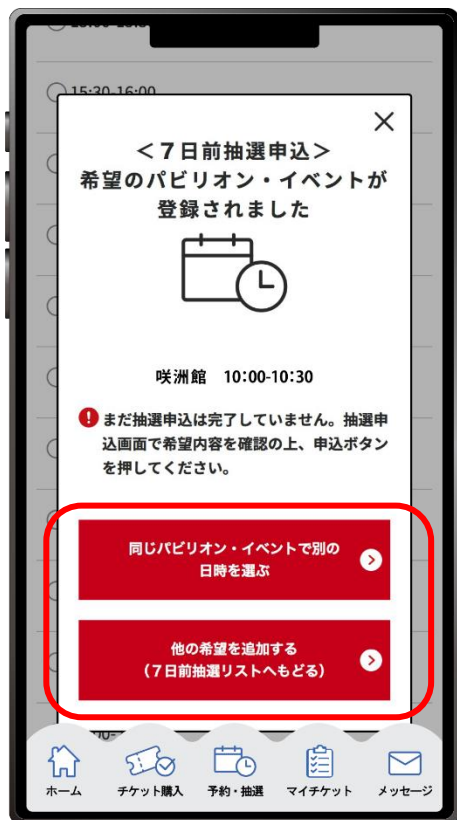 15:30-16:00
<7日前抽選申込>
希望のパビリオン・イベントが
登録されました
咲洲館 10:00-10:30
まだ抽選申込は完了していません。抽選申
込画面で希望内容を確認の上、申込ボタン
を押してください。
同じパビリオン・イベントで別の
日時を選ぶ
他の希望を追加する
(7日前抽選リストへもどる)
ホーム チケット購入 予約・抽選 マイチケット メッセージ